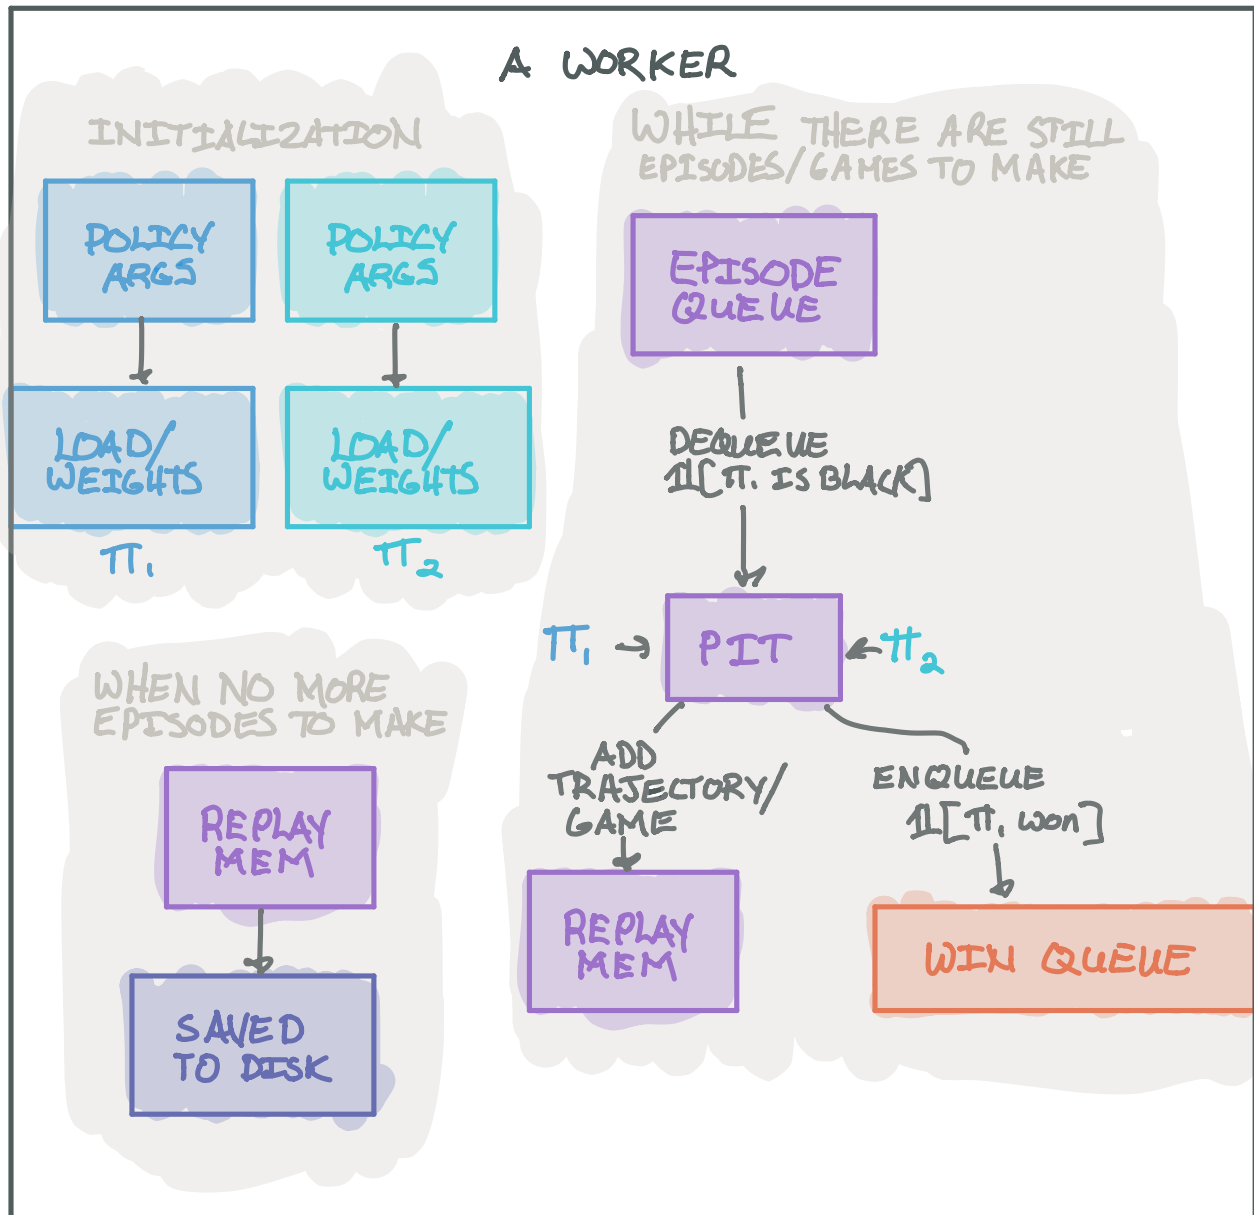 A WORKER
INITIALIZATION
POLICY
ARGS
POLICY
ARGS
LOAD/
WEIGHTS
LOAD/
WEIGHTS
π₁
π₂
WHEN NO MORE
EPISODES TO MAKE
REPLAY
MEM
SAVED
TO DISK
WHILE THERE ARE STILL
EPISODES/GAMES TO MAKE
EPISODE
QUEUE
DEQUEUE
𝟙[π₁ IS BLACK]
π₁
PIT
π₂
ADD
TRAJECTORY/
GAME
ENQUEUE
𝟙[π₁ WON]
REPLAY
MEM
WIN QUEUE